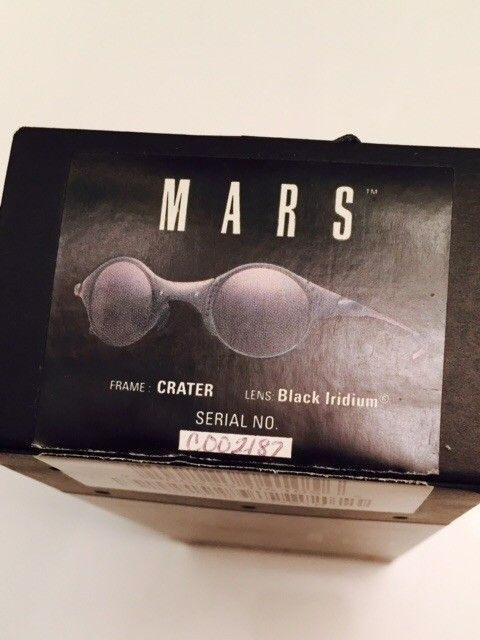 MARS™
FRAME: CRATER LENS: Black Iridium©
SERIAL NO.
C002182